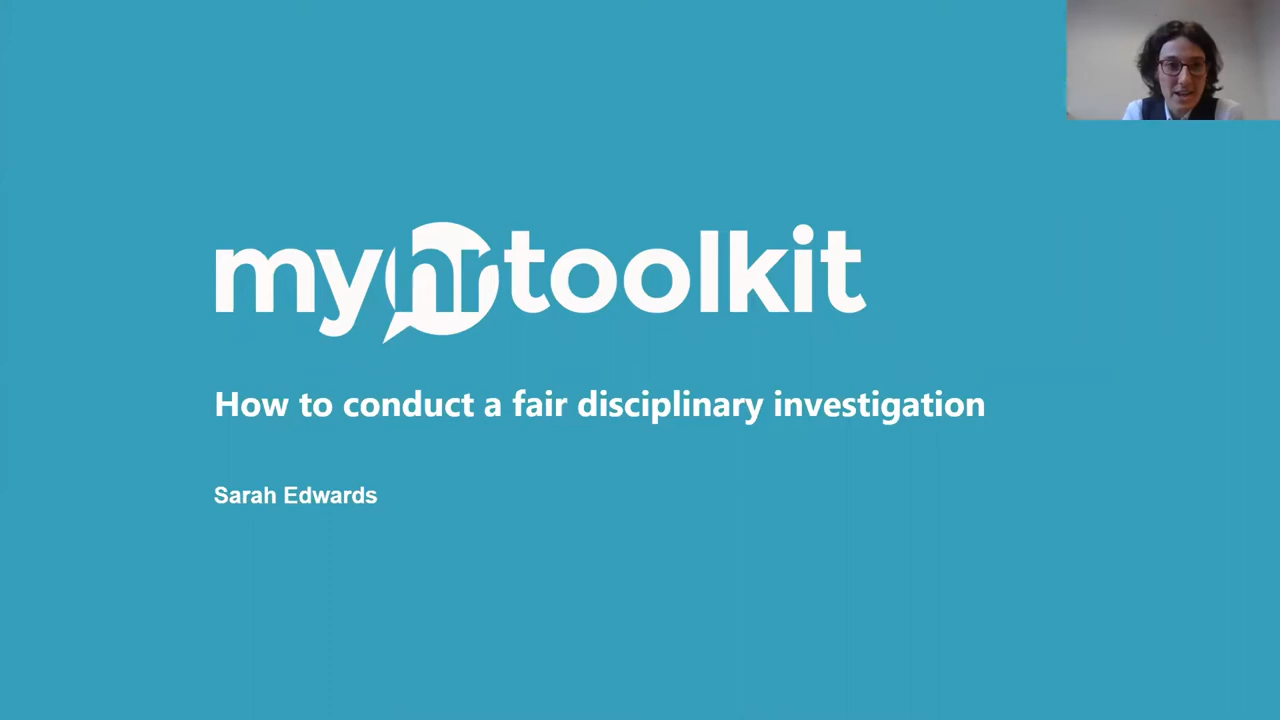 myhrtoolkit
How to conduct a fair disciplinary investigation
Sarah Edwards